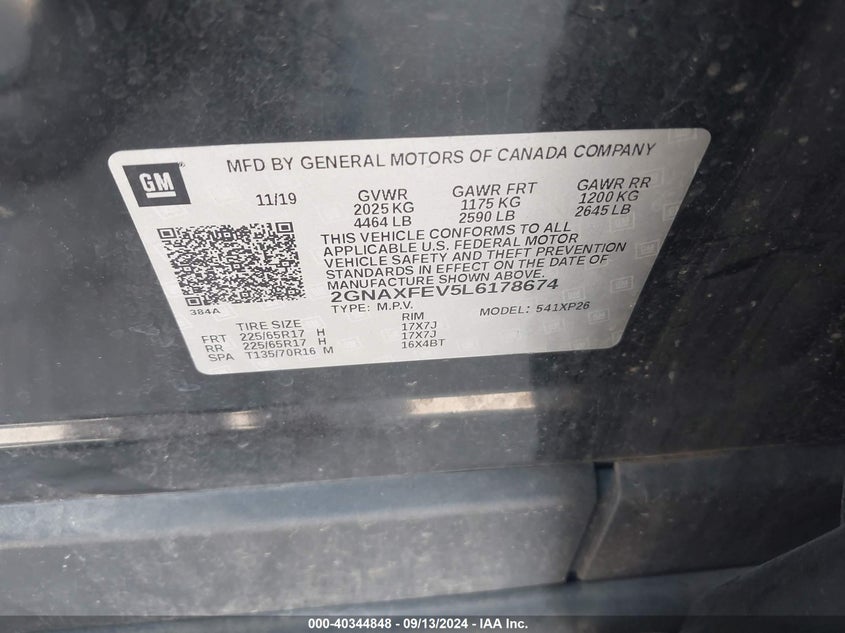 GM
MFD BY GENERAL MOTORS OF CANADA COMPANY
11/19 GVWR GAWR FRT GAWR RR
2025 KG 1175 KG 1200 KG
4464 LB 2590 LB 2645 LB
THIS VEHICLE CONFORMS TO ALL
APPLICABLE U.S. FEDERAL MOTOR
VEHICLE SAFETY AND THEFT PREVENTION
STANDARDS IN EFFECT ON THE DATE OF
MANUFACTURE SHOWN ABOVE.
2GNAXFEV5L6178674
384A TYPE: M.P.V. MODEL: 541XP26
TIRE SIZE RIM
FRT 225/65R17 H 17X7J
RR 225/65R17 H 17X7J
SPA T135/70R16 M 16X4BT
000-40344848 - 09/13/2024 - IAA Inc.